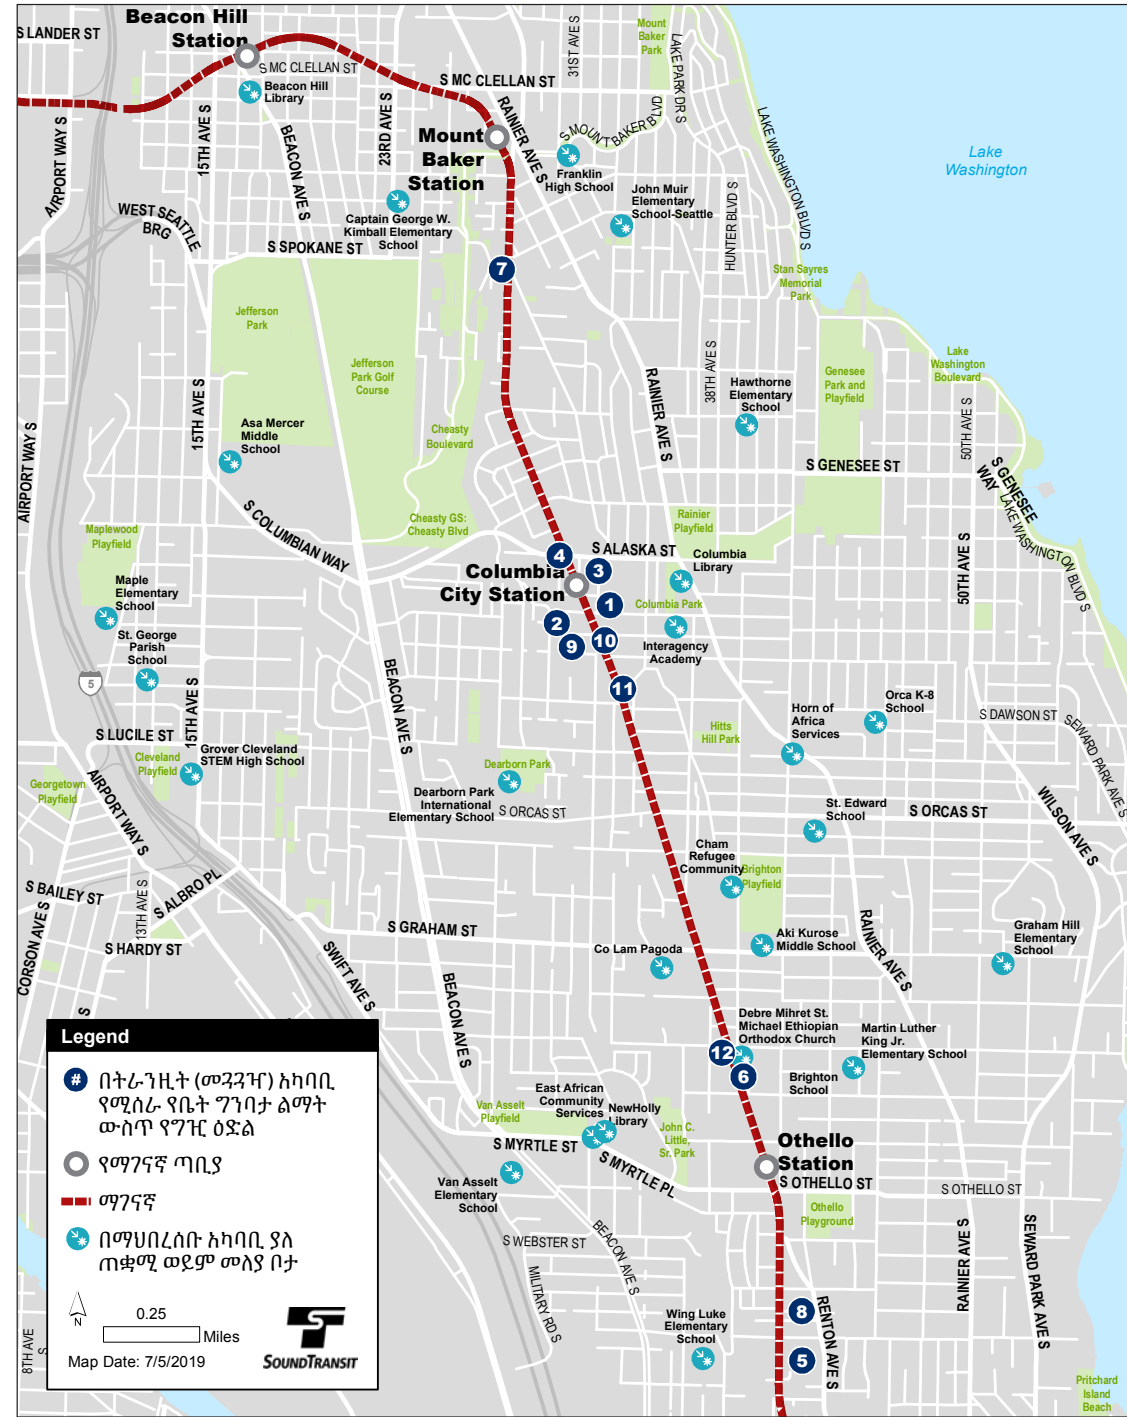 Beacon Hill
Station
S LANDER ST
S MC CLELLAN ST
Beacon Hill
Library
S MC CLELLAN ST
31ST AVE S
Mount
Baker
Park
LAKE PARK DR S
LAKE WASHINGTON BLVD S
Lake
Washington
AIRPORT WAY S
15TH AVE S
BEACON AVE S
23RD AVE S
Mount
Baker
Station
RAINIER AVE S
S MOUNT BAKER BLVD
Franklin
High School
John Muir
Elementary
School-Seattle
HUNTER BLVD S
WEST SEATTLE
BRG
Captain George W.
Kimball Elementary
School
S SPOKANE ST
7
Stan Sayres
Memorial
Park
Jefferson
Park
Jefferson
Park Golf
Course
38TH AVE S
RAINIER AVE S
Hawthorne
Elementary
School
Genesee
Park and
Playfield
Lake
Washington
Boulevard
15TH AVE S
Asa Mercer
Middle
School
Cheasty
Boulevard
50TH AVE S
S GENESEE ST
S GENESEE
WAY
AIRPORT WAY S
S COLUMBIAN WAY
Cheasty GS:
Cheasty Blvd
Rainier
Playfield
LAKE WASHINGTON BLVD S
Maplewood
Playfield
4
S ALASKA ST
Columbia
City Station
3
Columbia
Library
50TH AVE S
Maple
Elementary
School
1
Columbia Park
2
10
9
Interagency
Academy
St. George
Parish
School
5
BEACON AVE S
11
15TH AVE S
Orca K-8
School
Horn of
Africa
Services
S DAWSON ST
SEWARD PARK AVE S
Hitts
Hill Park
S LUCILE ST
Grover Cleveland
STEM High School
Cleveland
Playfield
Georgetown
Playfield
AIRPORT WAY S
Dearborn Park
Dearborn Park
International
Elementary School
S ORCAS ST
St. Edward
School
S ORCAS ST
WILSON AVE S
Cham
Refugee
Community
Brighton
Playfield
S BAILEY ST
13TH AVE S
S ALBRO PL
CORSON AVE S
S HARDY ST
SWIFT AVE S
S GRAHAM ST
Aki Kurose
Middle School
RAINIER AVE S
Graham Hill
Elementary
School
Co Lam Pagoda
BEACON AVE S
S
Debre Mihret St.
Michael Ethiopian
Orthodox Church
12
6
Martin Luther
King Jr.
Elementary School
Brighton
School
East African
Community
Services
NewHolly
Library
Van Asselt
Playfield
S MYRTLE ST
S MYRTLE PL
John C.
Little,
Sr. Park
Othello
Station
S OTHELLO ST
S OTHELLO ST
Van Asselt
Elementary
School
Othello
Playground
S WEBSTER ST
BEACON AVE S
MILITARY RD S
RAINIER AVE S
SEWARD PARK AVE S
RENTON AVE S
8
Wing Luke
Elementary
School
5
Pritchard
Island
Beach
8TH AVE
S
Legend
# በትራንዚት (መጓጓዣ) አካባቢ
የሚሰራ የቤት ግንባታ ልማት
ውስጥ የግዢ ዕድል
የማገናኛ ጣቢያ
ማገናኛ
በማህበረሰቡ አካባቢ ያለ
ጠቋሚ ወይም መለያ ቦታ
N
0.25
Miles
Map Date: 7/5/2019
SOUNDTRANSIT